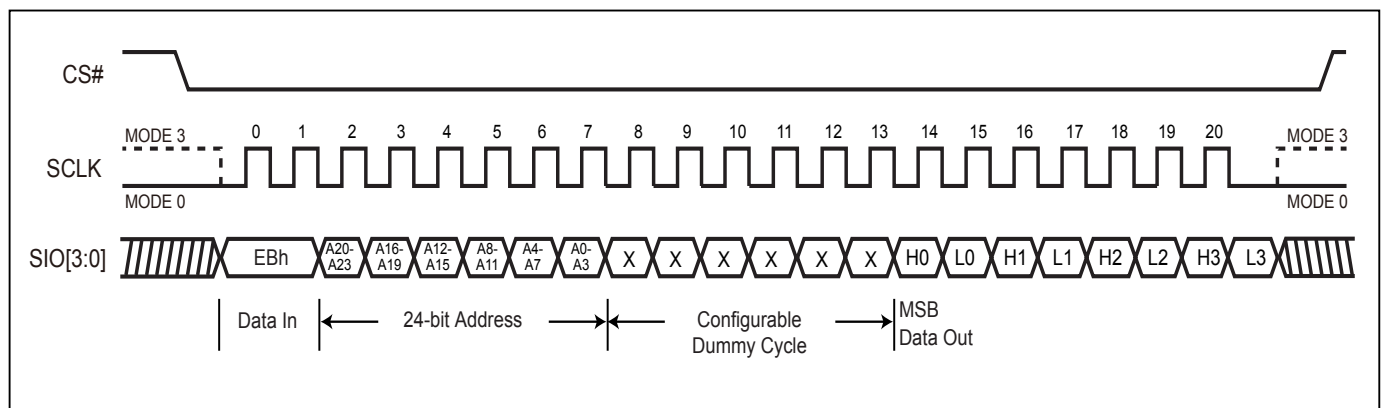 CS#
MODE 3 0 1 2 3 4 5 6 7 8 9 10 11 12 13 14 15 16 17 18 19 20 MODE 3
SCLK
MODE 0 MODE 0
SIO[3:0] EBh A20-A23 A16-A19 A12-A15 A8-A11 A4-A7 A0-A3 X X X X X X H0 L0 H1 L1 H2 L2 H3 L3
Data In 24-bit Address Configurable Dummy Cycle MSB Data Out